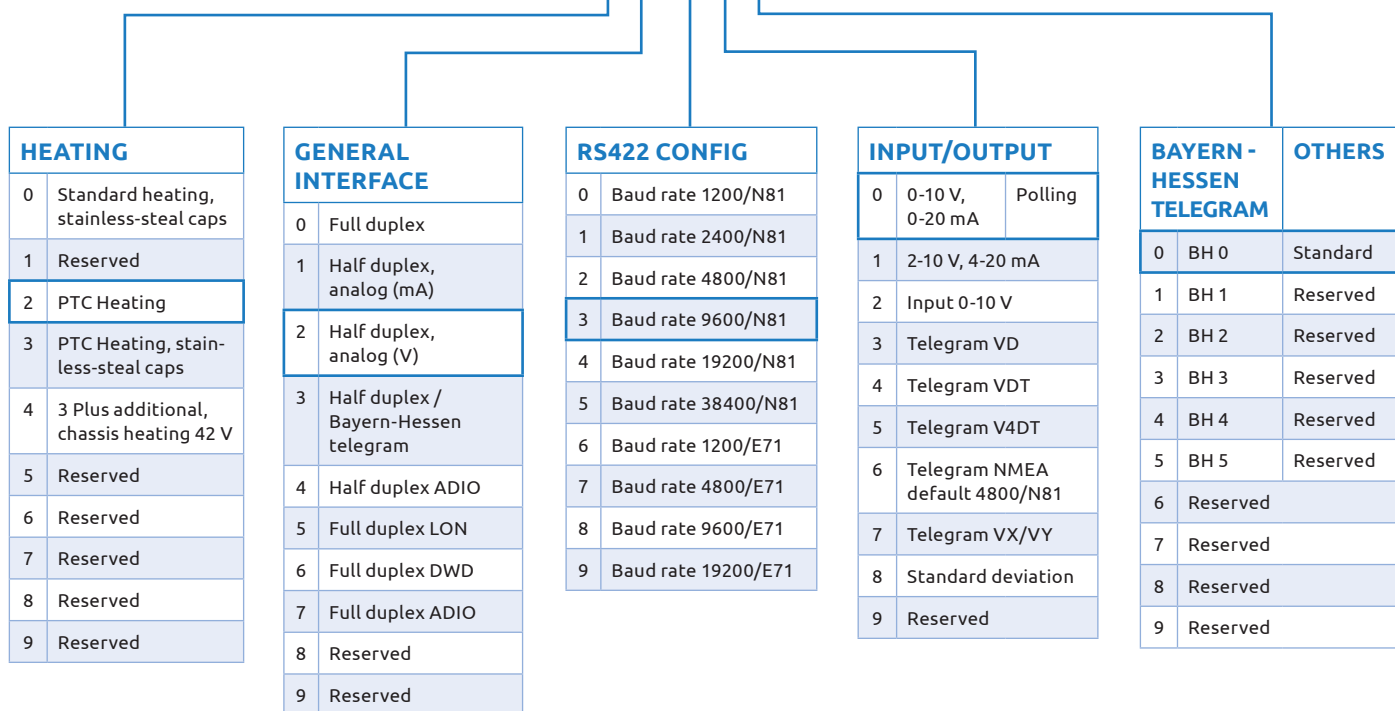 HEATING
0 Standard heating,
stainless-steal caps
1 Reserved
2 PTC Heating
3 PTC Heating, stain-
less-steal caps
4 3 Plus additional,
chassis heating 42 V
5 Reserved
6 Reserved
7 Reserved
8 Reserved
9 Reserved
GENERAL
INTERFACE
0 Full duplex
1 Half duplex,
analog (mA)
2 Half duplex,
analog (V)
3 Half duplex /
Bayern-Hessen
telegram
4 Half duplex ADIO
5 Full duplex LON
6 Full duplex DWD
7 Full duplex ADIO
8 Reserved
9 Reserved
RS422 CONFIG
0 Baud rate 1200/N81
1 Baud rate 2400/N81
2 Baud rate 4800/N81
3 Baud rate 9600/N81
4 Baud rate 19200/N81
5 Baud rate 38400/N81
6 Baud rate 1200/E71
7 Baud rate 4800/E71
8 Baud rate 9600/E71
9 Baud rate 19200/E71
INPUT/OUTPUT
0 0-10 V, Polling
0-20 mA
1 2-10 V, 4-20 mA
2 Input 0-10 V
3 Telegram VD
4 Telegram VDT
5 Telegram V4DT
6 Telegram NMEA
default 4800/N81
7 Telegram VX/VY
8 Standard deviation
9 Reserved
BAYERN - OTHERS
HESSEN
TELEGRAM
0 BH 0 Standard
1 BH 1 Reserved
2 BH 2 Reserved
3 BH 3 Reserved
4 BH 4 Reserved
5 BH 5 Reserved
6 Reserved
7 Reserved
8 Reserved
9 Reserved